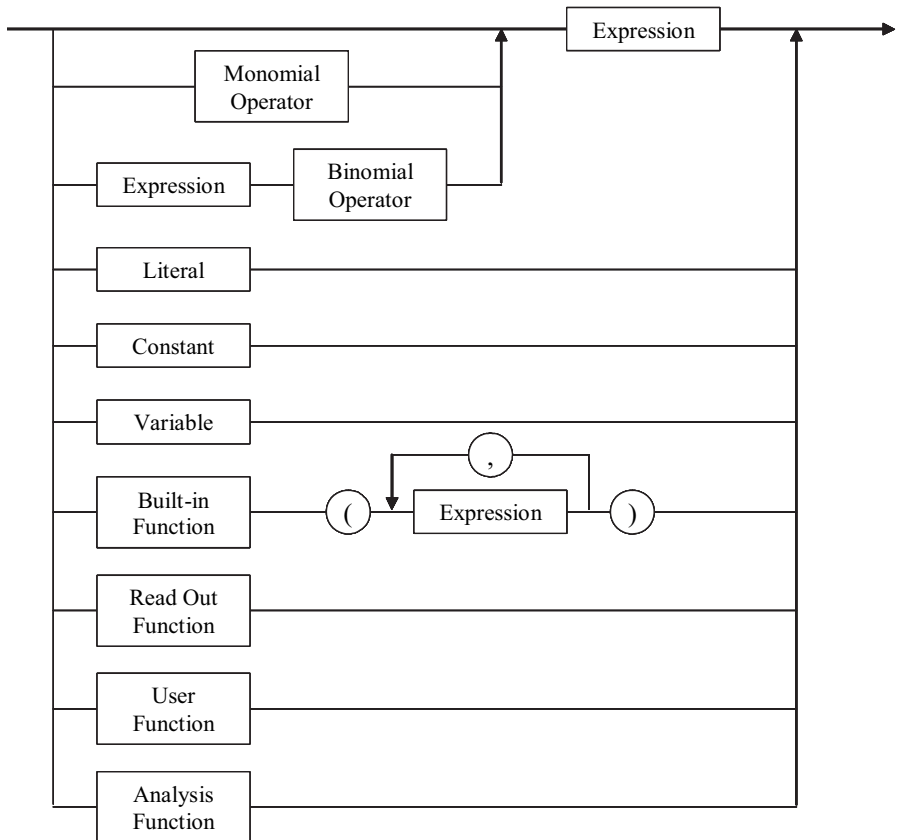 Expression
Monomial
Operator
Expression
Binomial
Operator
Literal
Constant
Variable
,
Built-in
Function
(
Expression
)
Read Out
Function
User
Function
Analysis
Function